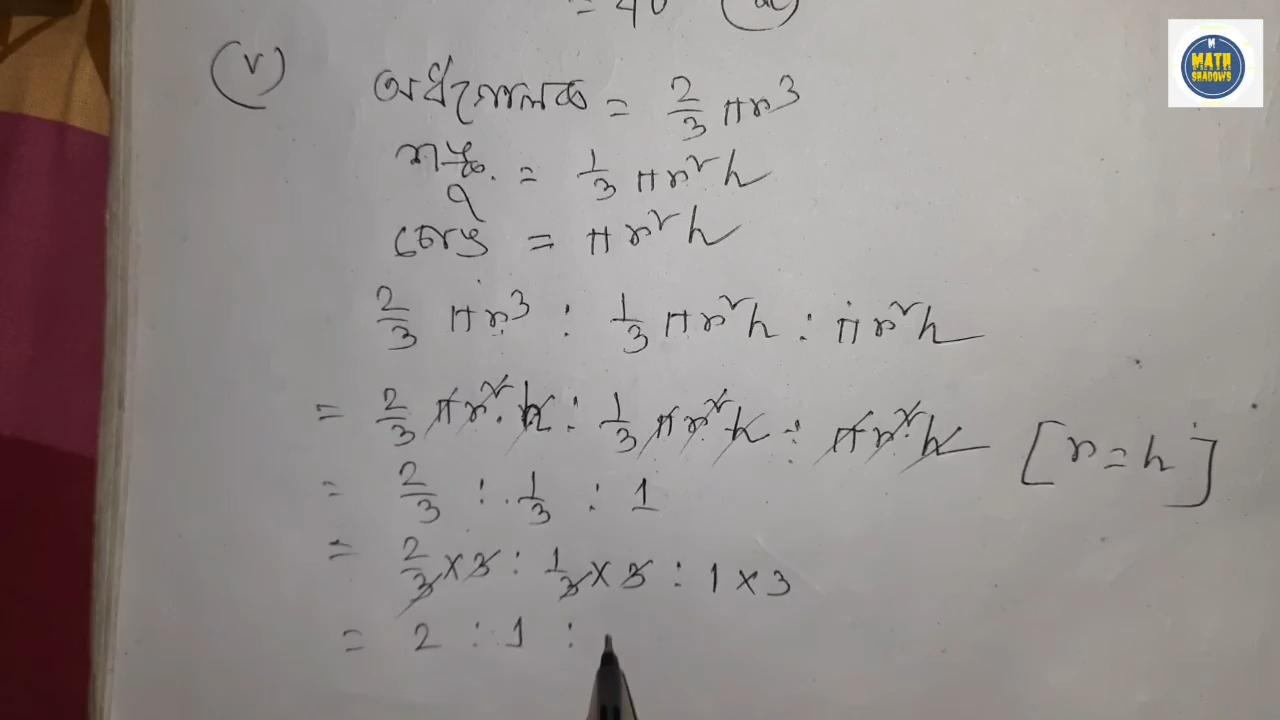 = 40 (a)
M
MATH
SHADOWS
(v)
অর্ধগোলক = 2/3 πr³
শঙ্কু = 1/3 πr²h
চোঙ = πr²h
2/3 πr³ : 1/3 πr²h : πr²h
= 2/3 πr².h : 1/3 πr²h : πr²h [r=h]
= 2/3 : 1/3 : 1
= 2/3 × 3 : 1/3 × 3 : 1 × 3
= 2 : 1 :